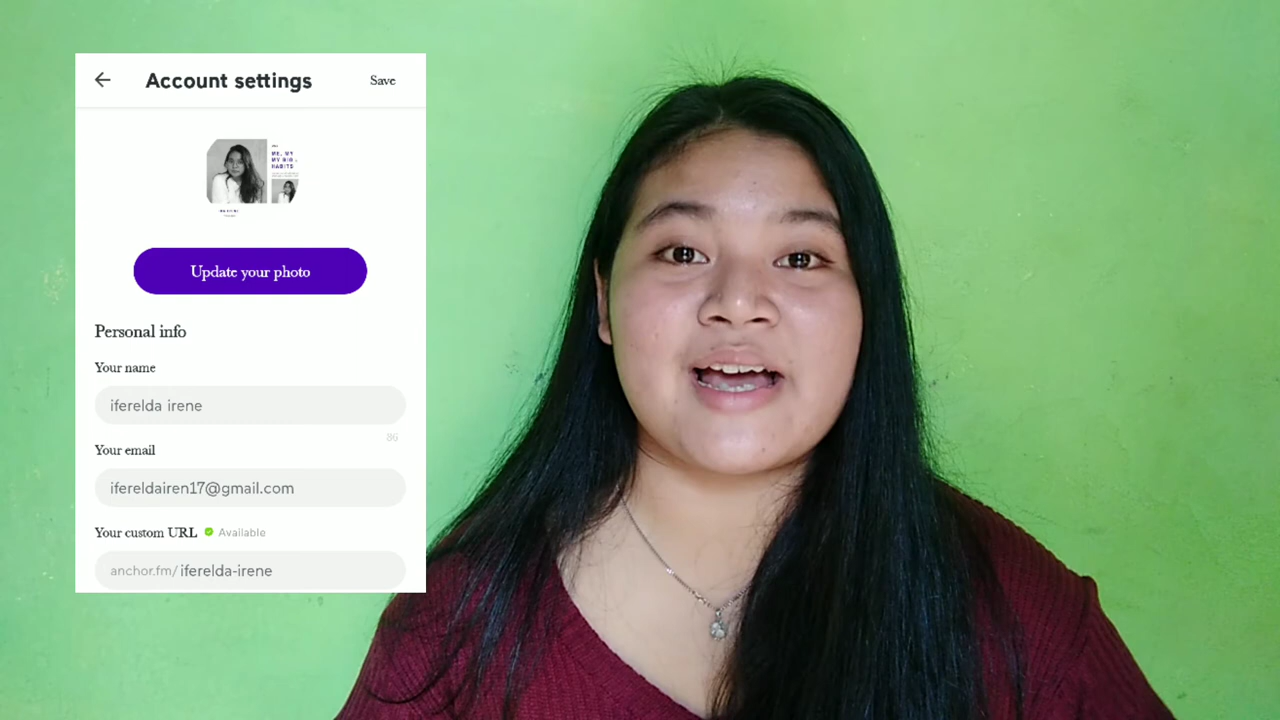 Account settings
Save
Update your photo
Personal info
Your name
iferelda irene
86
Your email
ifereldairen17@gmail.com
Your custom URL
Available
anchor.fm/iferelda-irene